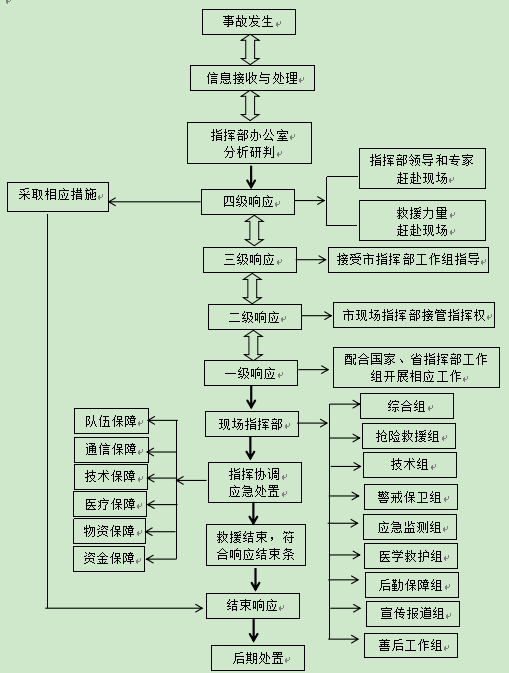 事故发生
信息接收与处理
指挥部办公室
分析研判
四级响应
采取相应措施
指挥部领导和专家
赶赴现场
救援力量
赶赴现场
三级响应
接受市指挥部工作组指导
二级响应
市现场指挥部接管指挥权
一级响应
配合国家、省指挥部工作
组开展相应工作
现场指挥部
综合组
抢险救援组
技术组
警戒保卫组
应急监测组
医学救护组
后勤保障组
宣传报道组
善后工作组
指挥协调
应急处置
队伍保障
通信保障
技术保障
医疗保障
物资保障
资金保障
救援结束，符
合响应结束条
结束响应
后期处置